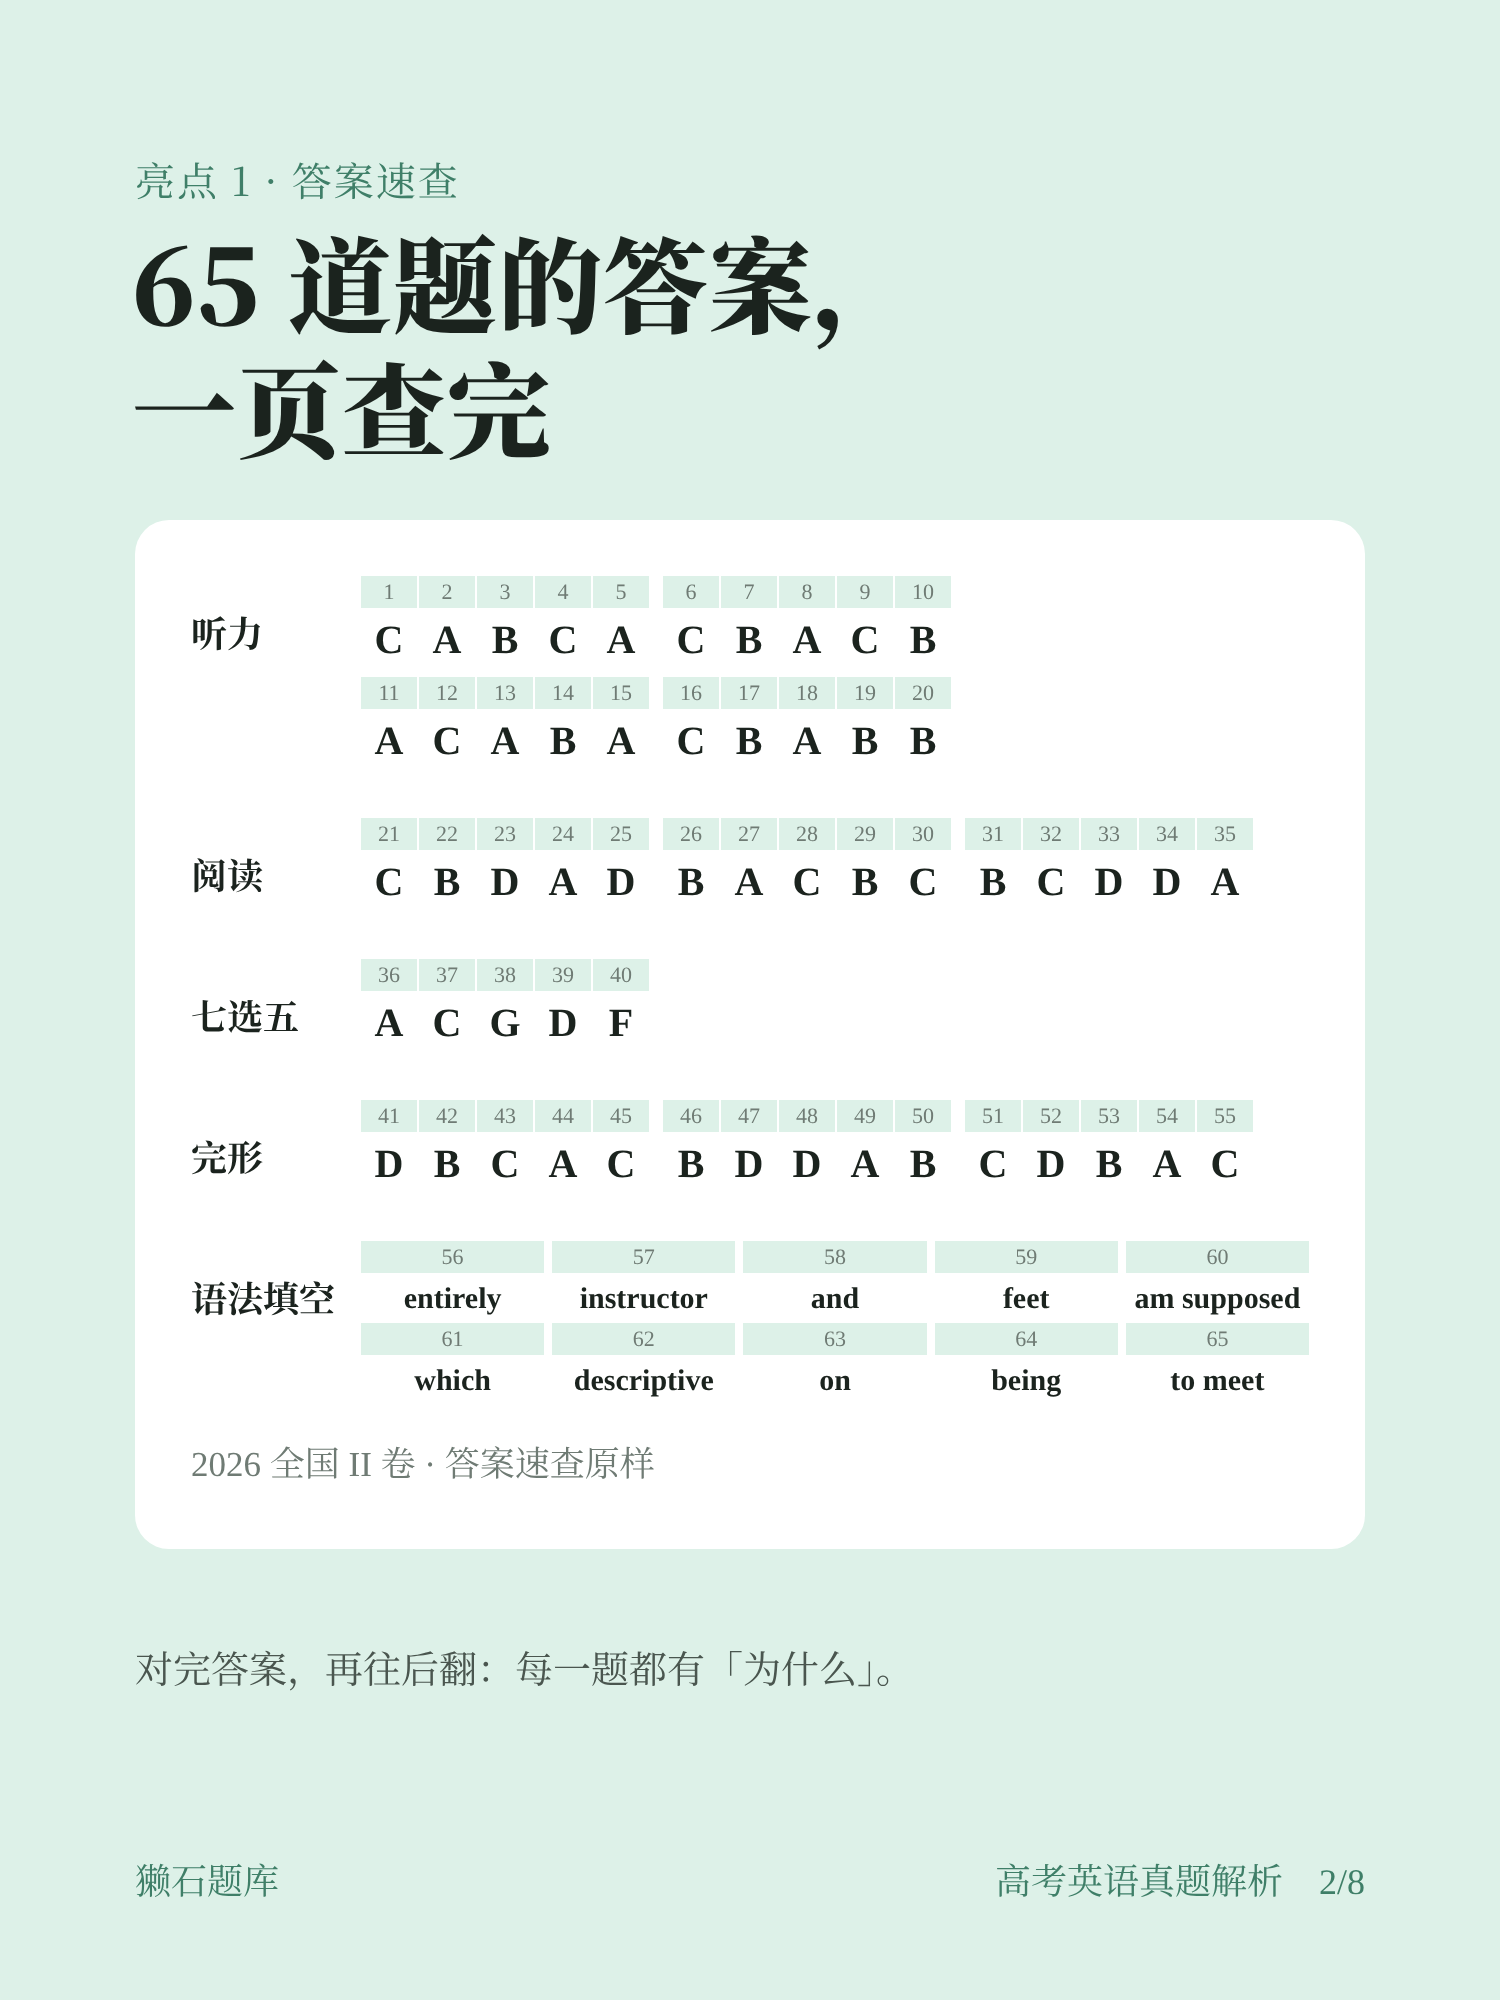 亮点 1 · 答案速查
65 道题的答案，
一页查完
1 2 3 4 5 6 7 8 9 10
听力 C A B C A C B A C B
11 12 13 14 15 16 17 18 19 20
A C A B A C B A B B
21 22 23 24 25 26 27 28 29 30 31 32 33 34 35
阅读 C B D A D B A C B C B C D D A
36 37 38 39 40
七选五 A C G D F
41 42 43 44 45 46 47 48 49 50 51 52 53 54 55
完形 D B C A C B D D A B C D B A C
56 57 58 59 60
语法填空 entirely instructor and feet am supposed
61 62 63 64 65
which descriptive on being to meet
2026 全国 II 卷 · 答案速查原样
对完答案，再往后翻：每一题都有「为什么」。
獭石题库 高考英语真题解析 2/8